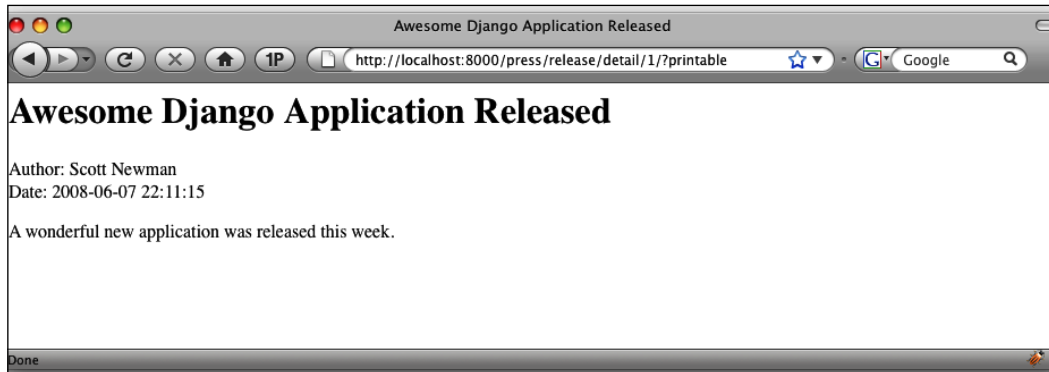 Awesome Django Application Released
1P
http://localhost:8000/press/release/detail/1/?printable
G
Google
Awesome Django Application Released
Author: Scott Newman
Date: 2008-06-07 22:11:15
A wonderful new application was released this week.
Done